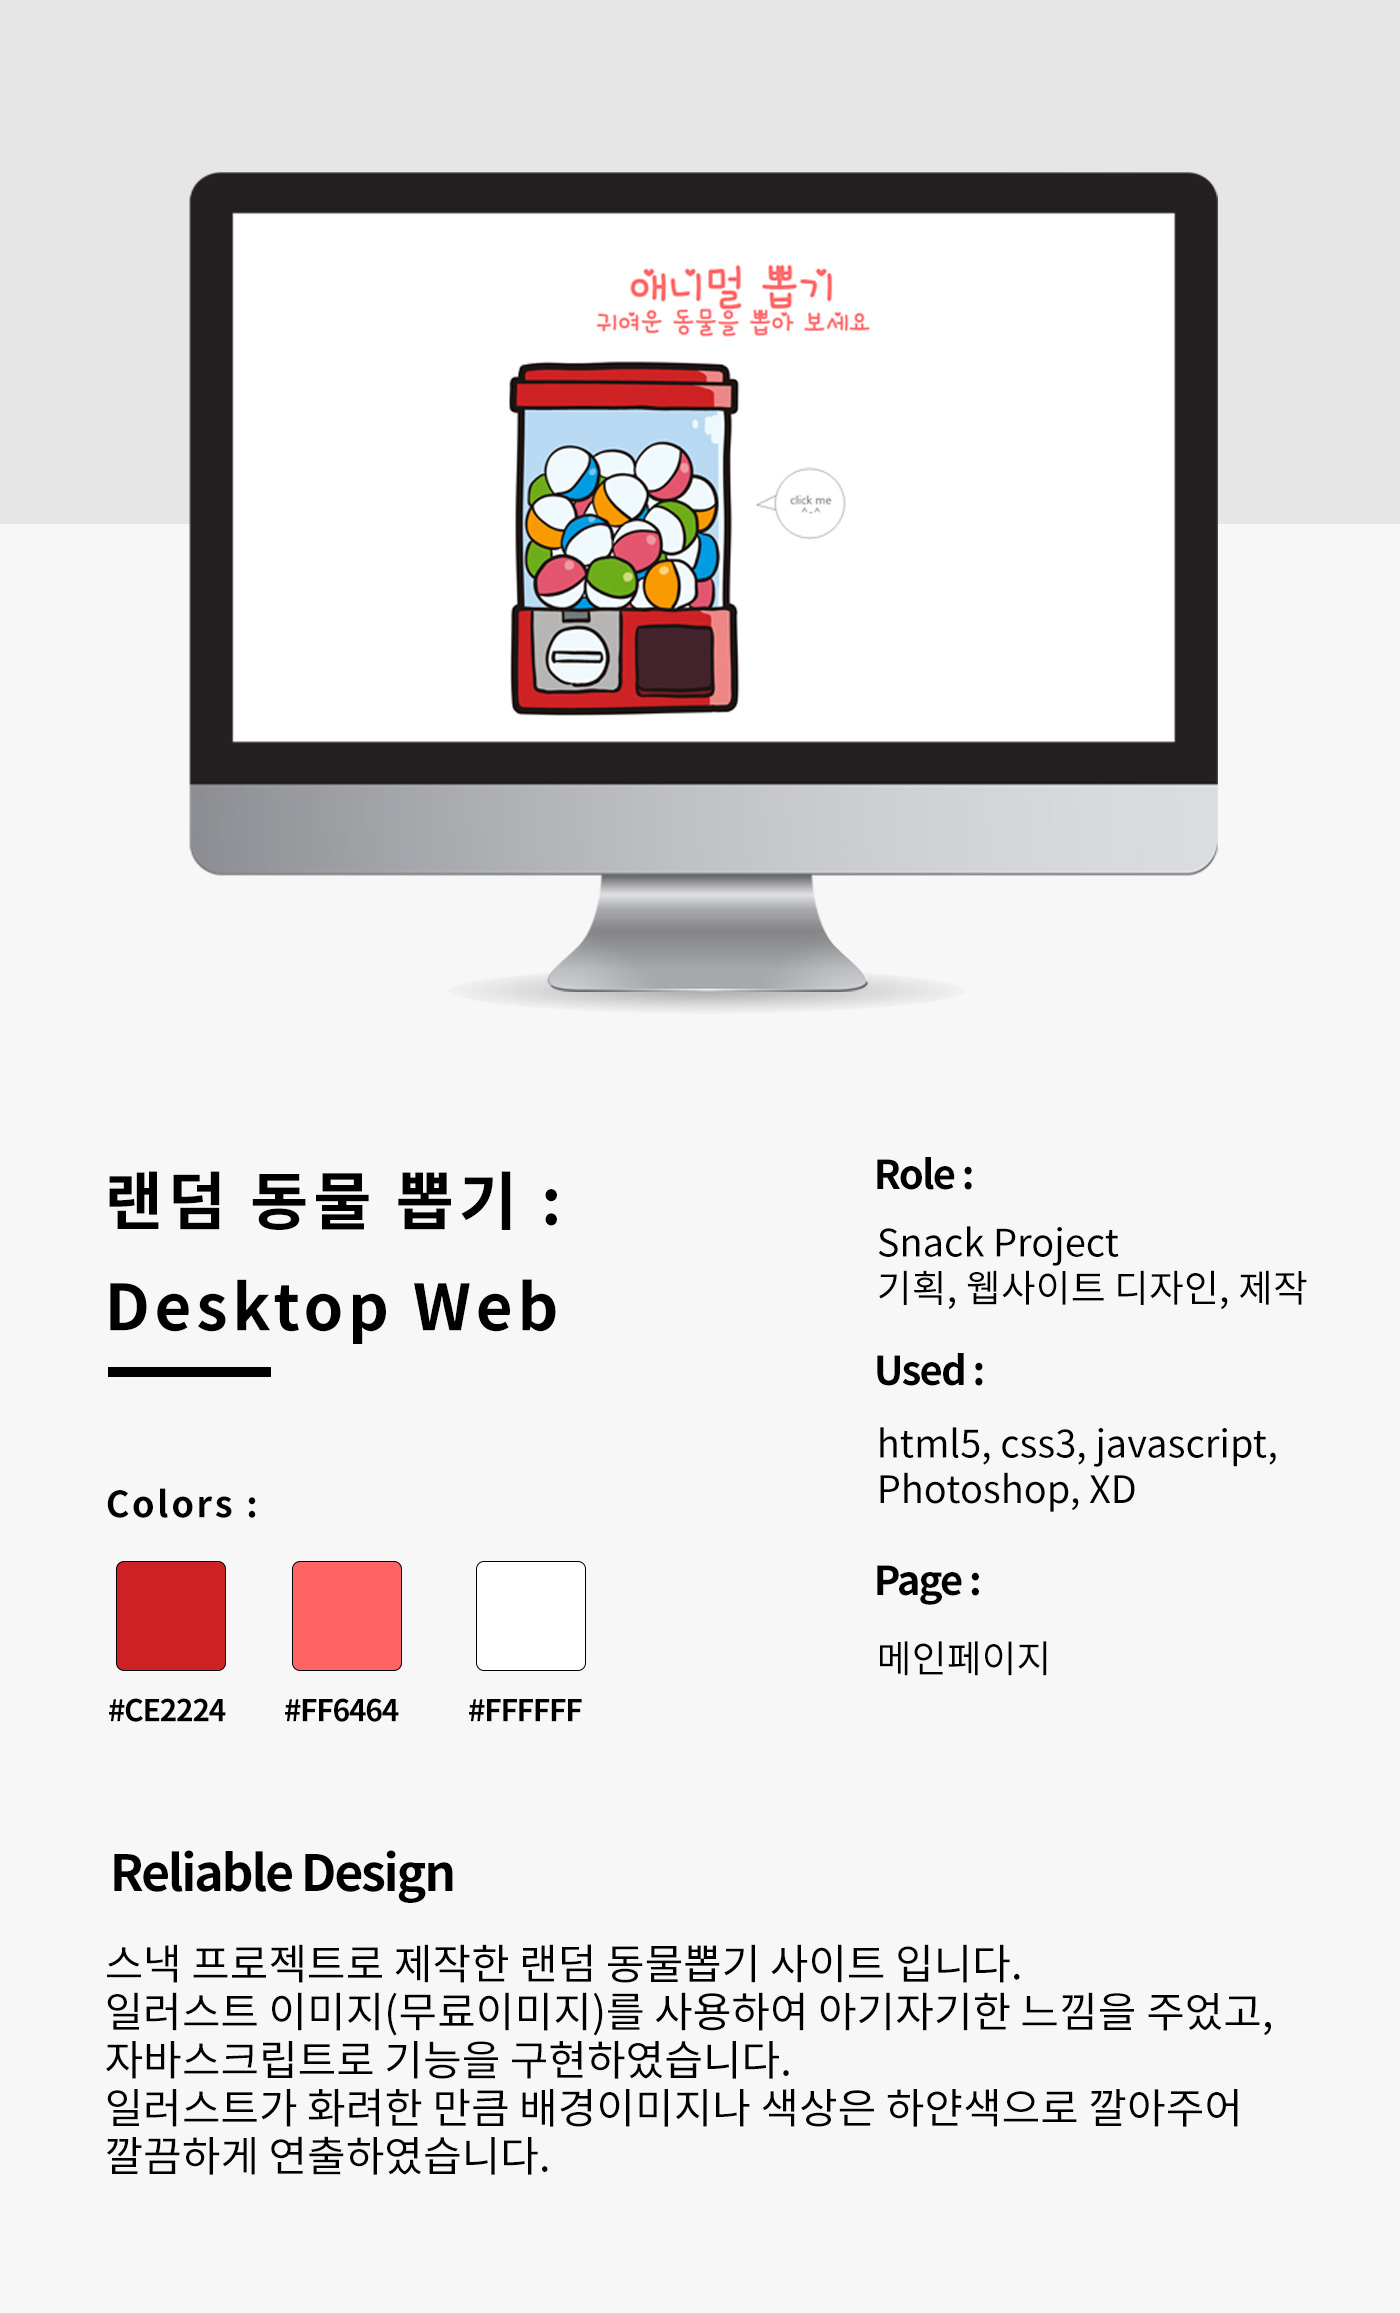 애니멀 뽑기
귀여운 동물을 뽑아 보세요
click me
^-^
랜덤 동물 뽑기 :
Desktop Web
Colors :
#CE2224
#FF6464
#FFFFFF
Role :
Snack Project
기획, 웹사이트 디자인, 제작
Used :
html5, css3, javascript,
Photoshop, XD
Page :
메인페이지
Reliable Design
스낵 프로젝트로 제작한 랜덤 동물뽑기 사이트 입니다.
일러스트 이미지(무료이미지)를 사용하여 아기자기한 느낌을 주었고,
자바스크립트로 기능을 구현하였습니다.
일러스트가 화려한 만큼 배경이미지나 색상은 하얀색으로 깔아주어
깔끔하게 연출하였습니다.